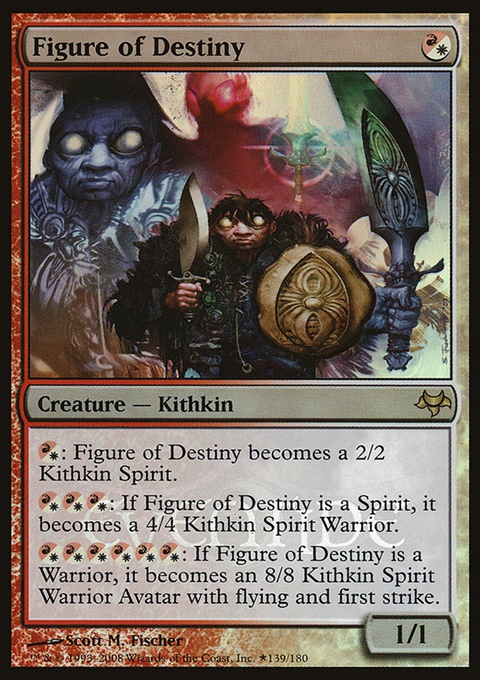 Figure of Destiny
Creature — Kithkin
: Figure of Destiny becomes a 2/2
Kithkin Spirit.
: If Figure of Destiny is a Spirit, it
becomes a 4/4 Kithkin Spirit Warrior.
: If Figure of Destiny is a
Warrior, it becomes an 8/8 Kithkin Spirit
Warrior Avatar with flying and first strike.
EVENTIDE
1/1
Scott M. Fischer
™ & © 1993–2008 Wizards of the Coast, Inc. ★139/180